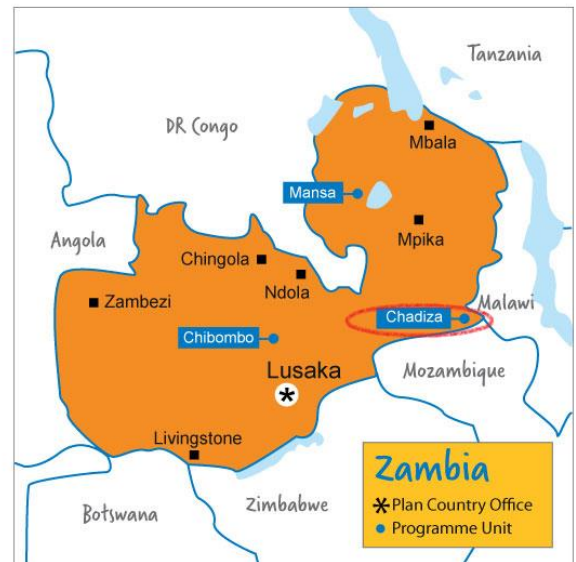 Tanzania
DR Congo
Mbala
Mansa
Mpika
Angola
Chingola
Ndola
Zambezi
Malawi
Chadiza
Chibombo
Mozambique
Lusaka
*
Livingstone
Zambia
* Plan Country Office
Programme Unit
Zimbabwe
Botswana